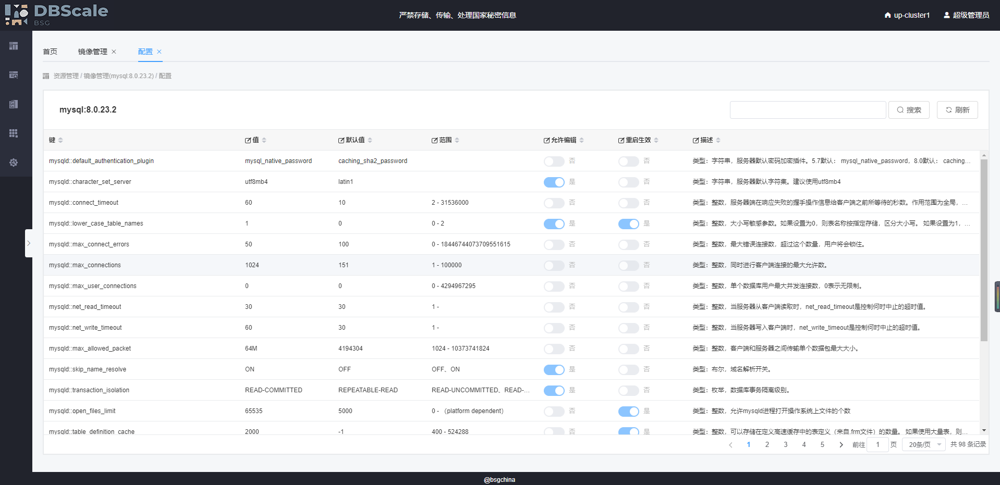 DBScale
BSG
严禁存储、传输、处理国家秘密信息
up-cluster1
超级管理员
首页 镜像管理 配置
资源管理 / 镜像管理(mysql:8.0.23.2) / 配置
mysql:8.0.23.2
搜索 刷新
键 值 默认值 范围 允许编辑 重启生效 描述
mysqld::default_authentication_plugin mysql_native_password caching_sha2_password 否 否 类型：字符串，服务器默认密码加密插件。5.7默认： mysql_native_password，8.0默认： caching...
mysqld::character_set_server utf8mb4 latin1 是 否 类型：字符串，服务器默认字符集。建议使用utf8mb4
mysqld::connect_timeout 60 10 2 - 31536000 否 否 类型：整数，服务器端在响应失败的握手操作信息给客户端之前所等待的秒数。作用范围为全局，...
mysqld::lower_case_table_names 1 0 0 - 2 是 是 类型：整数，大小写敏感参数。如果设置为0，则表名称按指定存储，区分大小写。 如果设置为1，...
mysqld::max_connect_errors 50 100 0 - 18446744073709551615 否 否 类型：整数，最大错误连接数，超过这个数量，用户将会锁住。
mysqld::max_connections 1024 151 1 - 100000 否 否 类型：整数，同时进行客户端连接的最大允许数。
mysqld::max_user_connections 0 0 0 - 4294967295 否 否 类型：整数，单个数据库用户最大并发连接数，0表示无限制。
mysqld::net_read_timeout 30 30 1 - 否 否 类型：整数，当服务器从客户端读取时，net_read_timeout是控制何时中止的超时值。
mysqld::net_write_timeout 60 30 1 - 否 否 类型：整数，当服务器写入客户端时，net_write_timeout是控制何时中止的超时值。
mysqld::max_allowed_packet 64M 4194304 1024 - 10373741824 否 否 类型：整数，客户端和服务器之间传输单个数据包最大大小。
mysqld::skip_name_resolve ON OFF OFF、ON 是 否 类型：布尔，域名解析开关。
mysqld::transaction_isolation READ-COMMITTED REPEATABLE-READ READ-UNCOMMITTED、READ-... 是 否 类型：枚举，数据库事务隔离级别。
mysqld::open_files_limit 65535 5000 0 - （platform dependent） 否 是 类型：整数，允许mysqld进程打开操作系统上文件的个数
mysqld::table_definition_cache 2000 -1 400 - 524288 否 是 类型：整数，可以存储在定义高速缓存中的表定义（来自.frm文件）的数量。 如果使用大量表，则...
1 2 3 4 5 前往 1 页 20条/页 共 98 条记录
@bsgchina